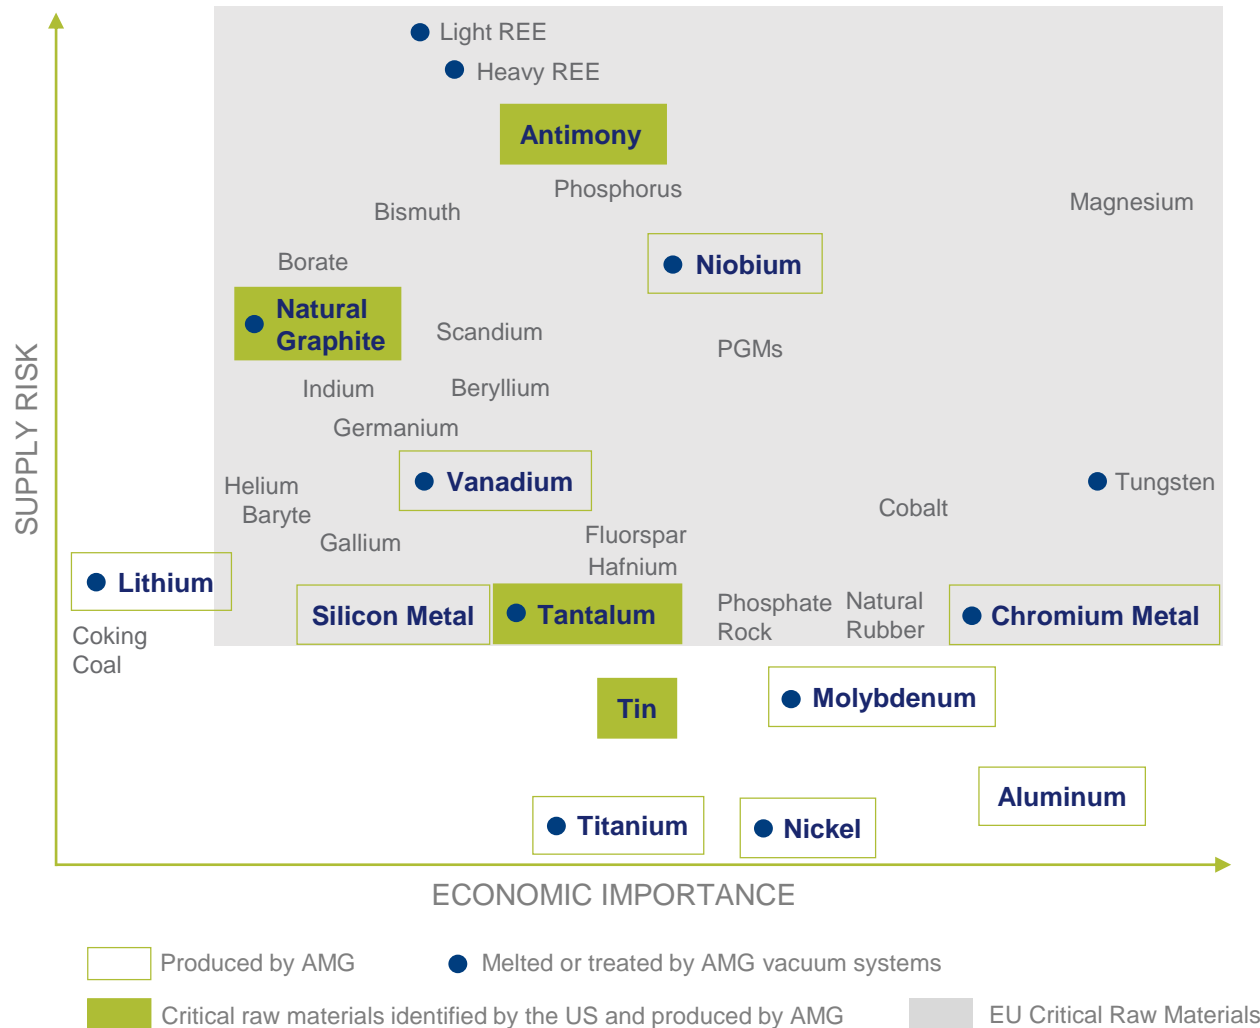 Light REE
Heavy REE
Antimony
Phosphorus
Magnesium
Bismuth
Borate
Niobium
Natural
Graphite
Scandium
PGMs
Indium
Beryllium
Germanium
Vanadium
Helium
Tungsten
Baryte
Cobalt
Gallium
Fluorspar
Hafnium
Lithium
Silicon Metal
Tantalum
Phosphate
Rock
Natural
Rubber
Chromium Metal
Coking
Coal
Tin
Molybdenum
Aluminum
Titanium
Nickel
SUPPLY RISK
ECONOMIC IMPORTANCE
Produced by AMG
Melted or treated by AMG vacuum systems
Critical raw materials identified by the US and produced by AMG
EU Critical Raw Materials